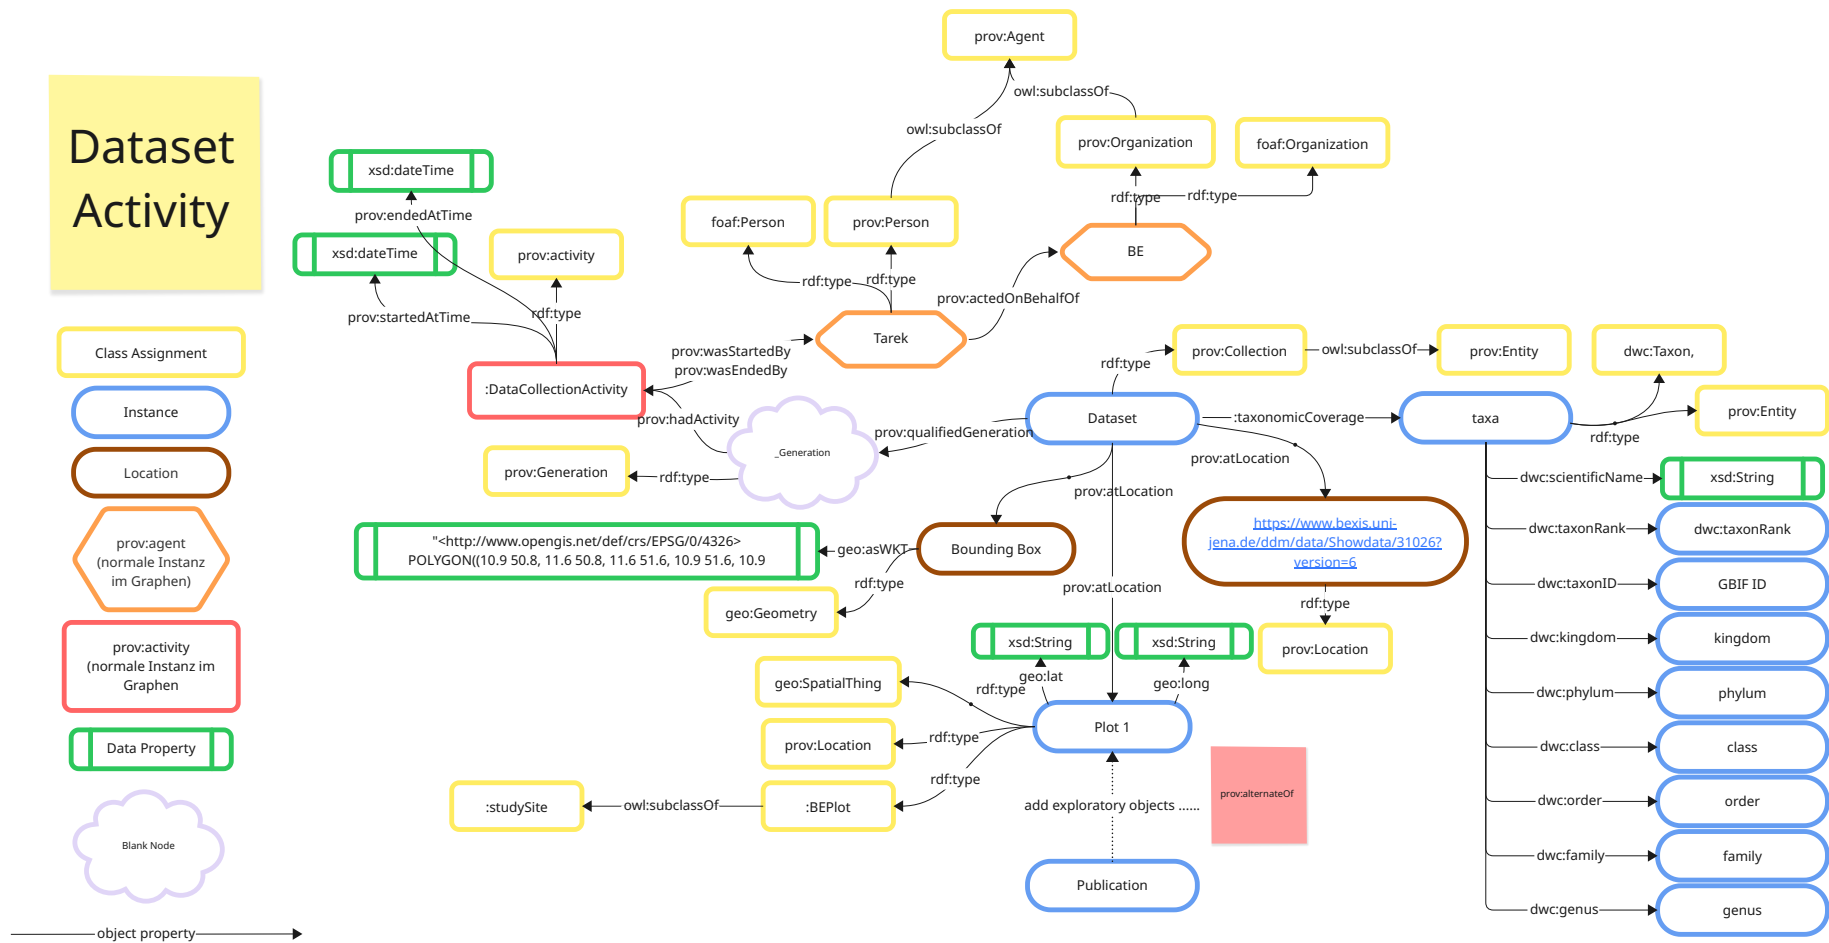 prov:Agent
owl:subclassOf
Dataset
Activity
owl:subclassOf
prov:Organization
foaf:Organization
xsd:dateTime
rdf:type
rdf:type
prov:endedAtTime
foaf:Person
prov:Person
xsd:dateTime
prov:activity
BE
rdf:type
rdf:type
prov:actedOnBehalfOf
prov:startedAtTime
rdf:type
Tarek
Class Assignment
prov:wasStartedBy
prov:wasEndedBy
rdf:type
prov:Collection
owl:subclassOf
prov:Entity
dwc:Taxon,
:DataCollectionActivity
Instance
prov:hadActivity
prov:qualifiedGeneration
Dataset
:taxonomicCoverage
taxa
prov:Entity
rdf:type
Location
prov:Generation
rdf:type
_Generation
prov:atLocation
prov:atLocation
dwc:scientificName
xsd:String
prov:agent
(normale Instanz
im Graphen)
"<http://www.opengis.net/def/crs/EPSG/0/4326>
POLYGON((10.9 50.8, 11.6 50.8, 11.6 51.6, 10.9 51.6, 10.9
geo:asWKT
Bounding Box
https://www.bexis.uni-
jena.de/ddm/data/Showdata/31026?
version=6
dwc:taxonRank
dwc:taxonRank
rdf:type
prov:atLocation
rdf:type
dwc:taxonID
GBIF ID
geo:Geometry
prov:activity
(normale Instanz im
Graphen
xsd:String
xsd:String
prov:Location
dwc:kingdom
kingdom
geo:SpatialThing
rdf:type
geo:lat
geo:long
dwc:phylum
phylum
Data Property
prov:Location
rdf:type
Plot 1
dwc:class
class
:studySite
owl:subclassOf
:BEPlot
rdf:type
add exploratory objects ......
prov:alternateOf
dwc:order
order
Blank Node
Publication
dwc:family
family
dwc:genus
genus
object property